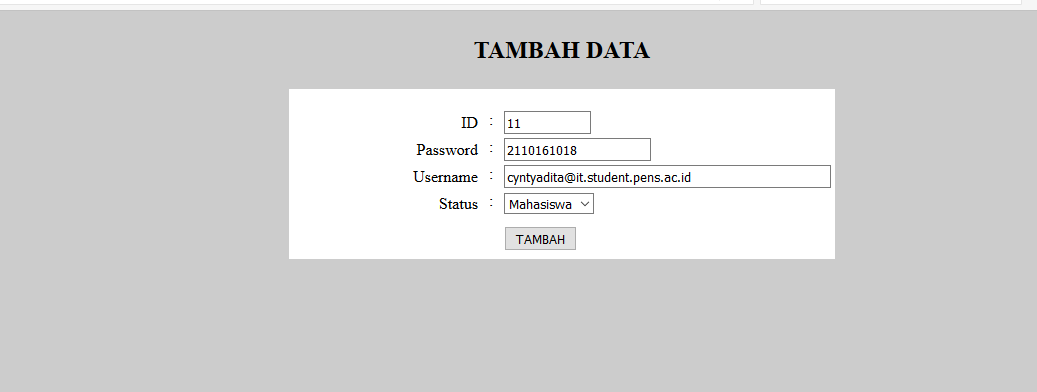 TAMBAH DATA
ID : 11
Password : 2110161018
Username : cyntyadita@it.student.pens.ac.id
Status : Mahasiswa
TAMBAH